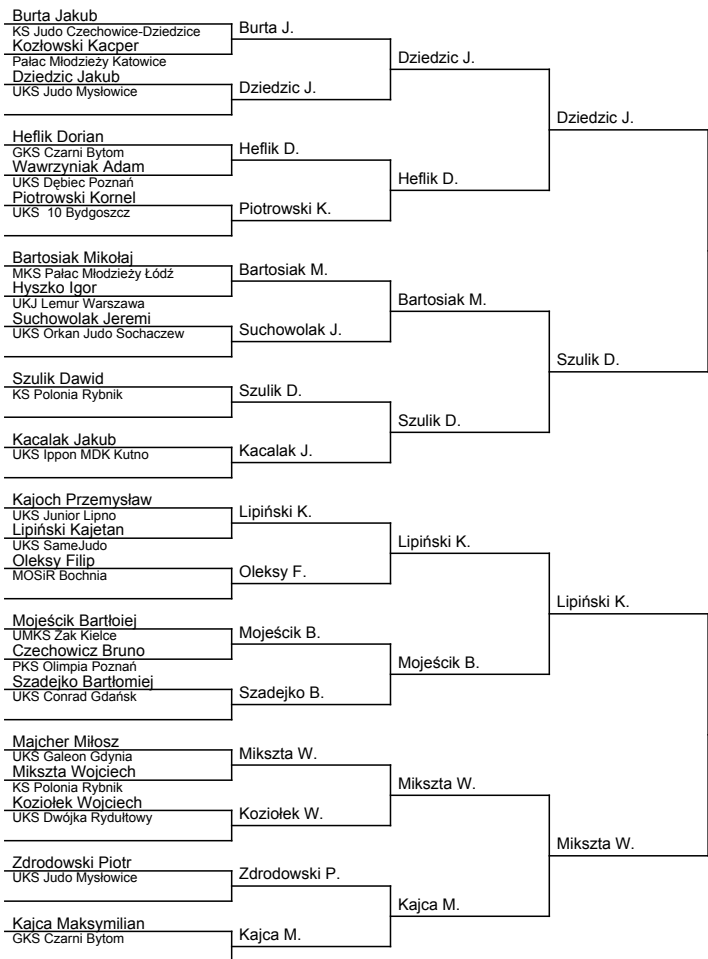 Burta Jakub
KS Judo Czechowice-Dziedzice
Kozłowski Kacper
Pałac Młodzieży Katowice
Dziedzic Jakub
UKS Judo Mysłowice
Heflik Dorian
GKS Czarni Bytom
Wawrzyniak Adam
UKS Dębiec Poznań
Piotrowski Kornel
UKS 10 Bydgoszcz
Bartosiak Mikołaj
MKS Pałac Młodzieży Łódź
Hyszko Igor
UKJ Lemur Warszawa
Suchowolak Jeremi
UKS Orkan Judo Sochaczew
Szulik Dawid
KS Polonia Rybnik
Kacalak Jakub
UKS Ippon MDK Kutno
Kajoch Przemysław
UKS Junior Lipno
Lipiński Kajetan
UKS SameJudo
Oleksy Filip
MOSiR Bochnia
Mojeścik Bartłoiej
UMKS Żak Kielce
Czechowicz Bruno
PKS Olimpia Poznań
Szadejko Bartłomiej
UKS Conrad Gdańsk
Majcher Miłosz
UKS Galeon Gdynia
Mikszta Wojciech
KS Polonia Rybnik
Koziołek Wojciech
UKS Dwójka Rydułtowy
Zdrodowski Piotr
UKS Judo Mysłowice
Kajca Maksymilian
GKS Czarni Bytom
Burta J.
Dziedzic J.
Heflik D.
Piotrowski K.
Bartosiak M.
Suchowolak J.
Szulik D.
Kacalak J.
Lipiński K.
Oleksy F.
Mojeścik B.
Szadejko B.
Mikszta W.
Koziołek W.
Zdrodowski P.
Kajca M.
Dziedzic J.
Heflik D.
Bartosiak M.
Szulik D.
Lipiński K.
Mojeścik B.
Mikszta W.
Kajca M.
Dziedzic J.
Szulik D.
Lipiński K.
Mikszta W.